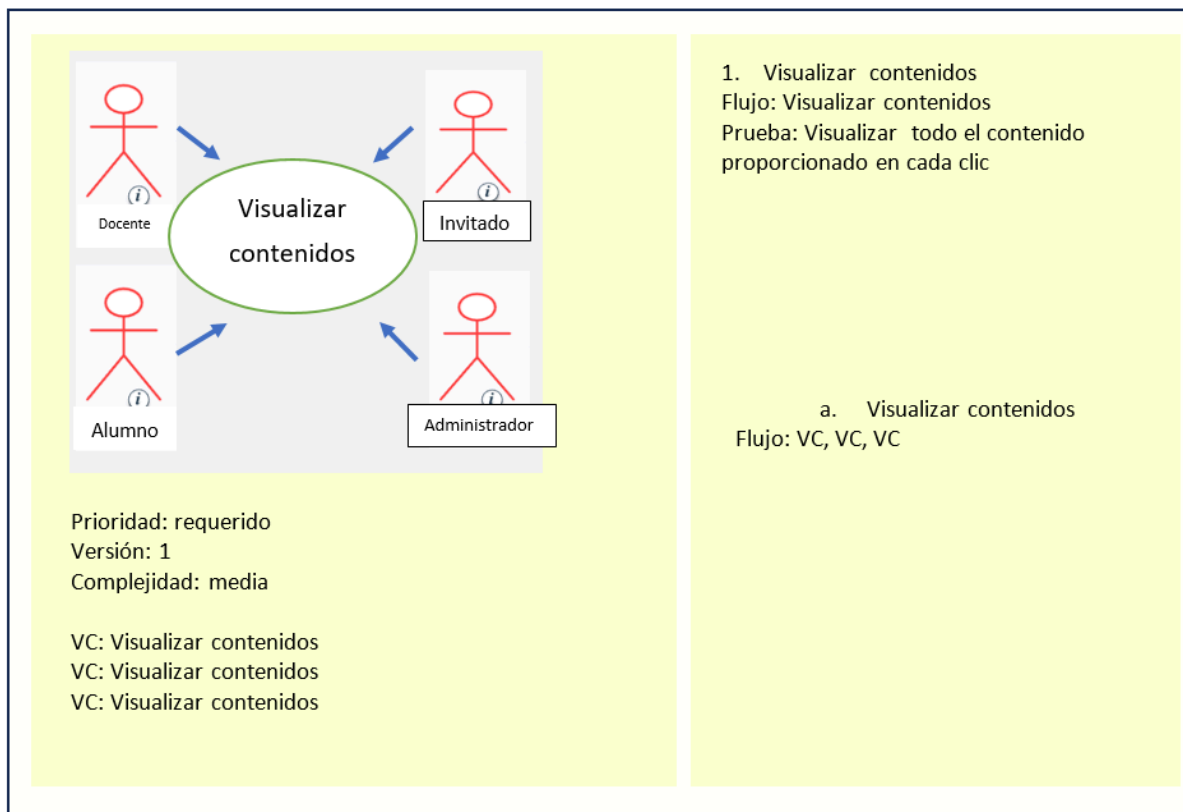 Docente
Invitado
Visualizar
contenidos
Alumno
Administrador
Prioridad: requerido
Versión: 1
Complejidad: media
VC: Visualizar contenidos
VC: Visualizar contenidos
VC: Visualizar contenidos
1. Visualizar contenidos
Flujo: Visualizar contenidos
Prueba: Visualizar todo el contenido
proporcionado en cada clic
a. Visualizar contenidos
Flujo: VC, VC, VC
i
i
i
i